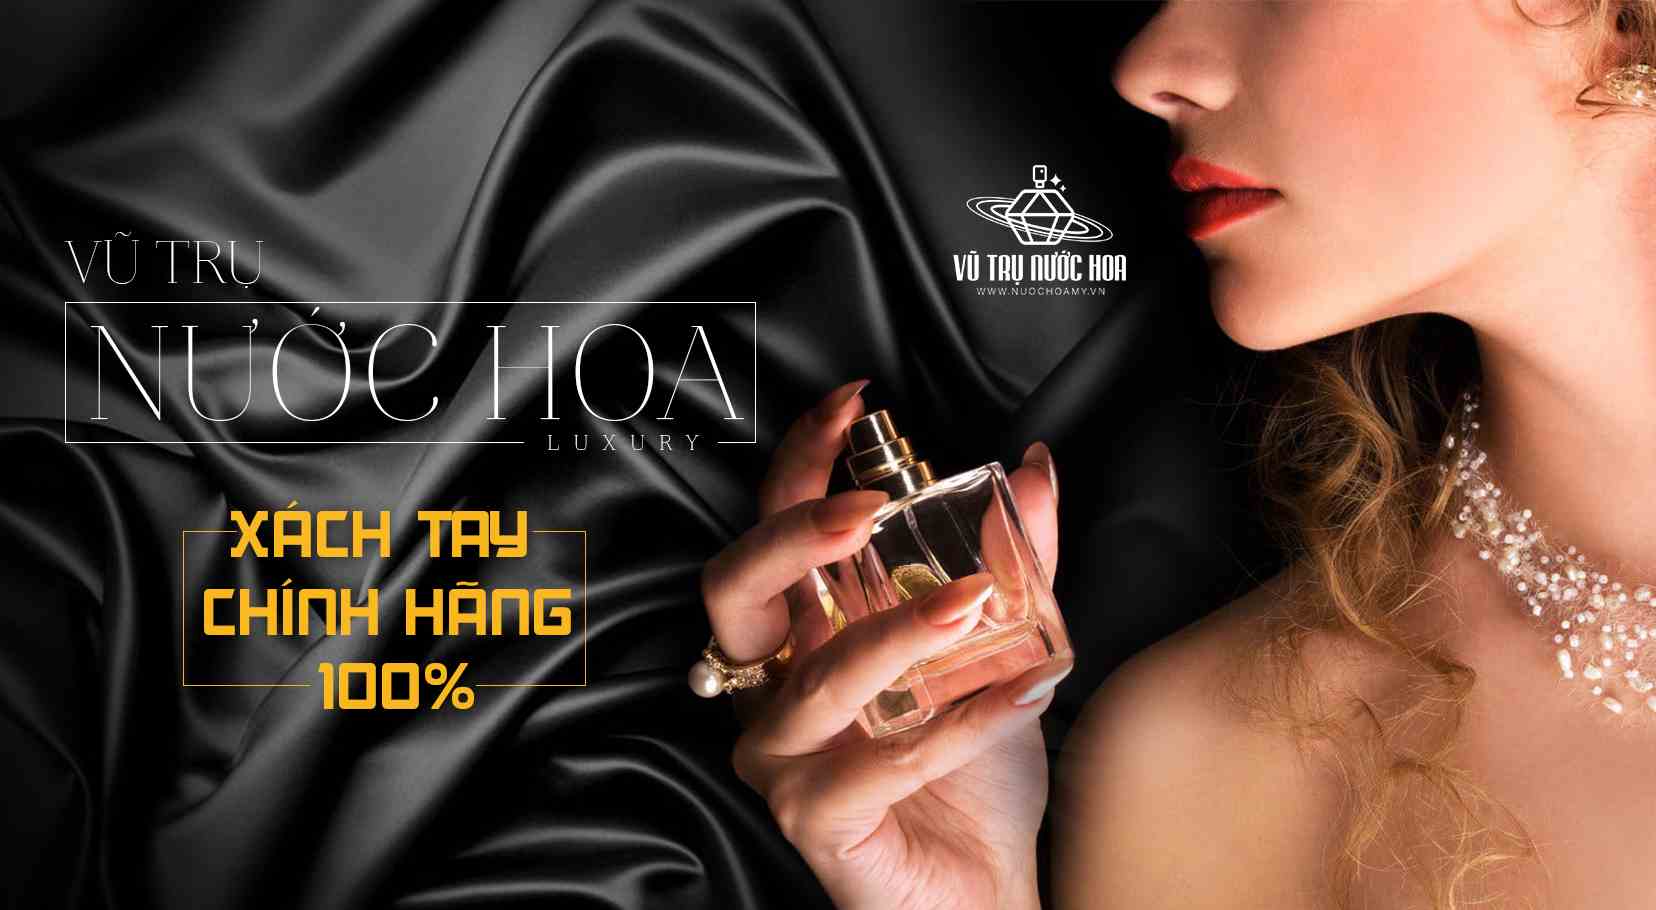 VŨ TRỤ
NƯỚC HOA
LUXURY
XÁCH TAY
CHÍNH HÃNG
100%
VŨ TRỤ NƯỚC HOA
WWW.NUOCHOAMY.VN